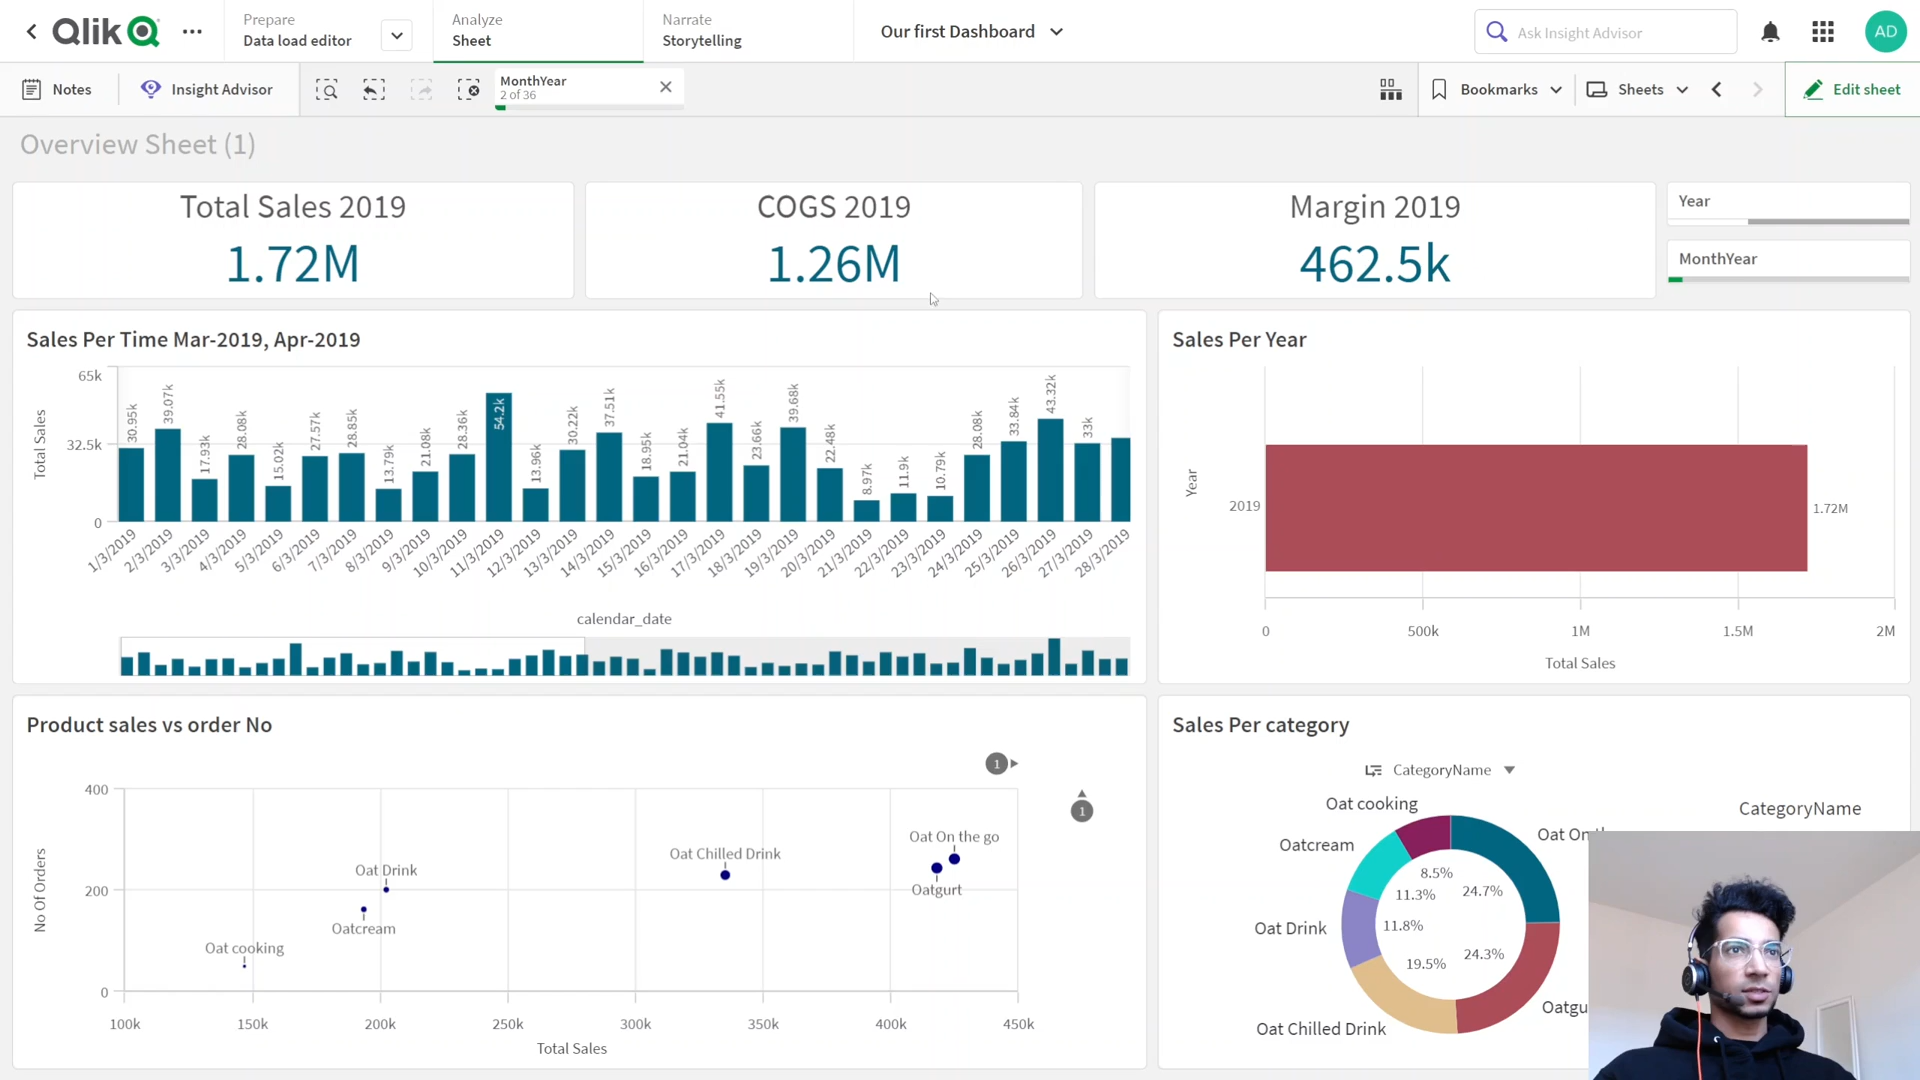 Qlik
Prepare
Data load editor
Analyze
Sheet
Narrate
Storytelling
Our first Dashboard
Ask Insight Advisor
AD
Notes
Insight Advisor
MonthYear
2 of 36
Bookmarks
Sheets
Edit sheet
Overview Sheet (1)
Total Sales 2019
1.72M
COGS 2019
1.26M
Margin 2019
462.5k
Year
MonthYear
Sales Per Time Mar-2019, Apr-2019
Total Sales
65k
32.5k
0
30.95k
39.07k
17.93k
28.08k
15.02k
27.57k
28.85k
13.79k
21.08k
28.36k
54.2k
13.96k
30.22k
37.51k
18.95k
21.04k
41.55k
23.66k
39.68k
22.48k
8.97k
11.9k
10.79k
28.08k
33.84k
43.32k
33k
1/3/2019
2/3/2019
3/3/2019
4/3/2019
5/3/2019
6/3/2019
7/3/2019
8/3/2019
9/3/2019
10/3/2019
11/3/2019
12/3/2019
13/3/2019
14/3/2019
15/3/2019
16/3/2019
17/3/2019
18/3/2019
19/3/2019
20/3/2019
21/3/2019
22/3/2019
23/3/2019
24/3/2019
25/3/2019
26/3/2019
27/3/2019
28/3/2019
calendar_date
Sales Per Year
Year
2019
1.72M
0
500k
1M
1.5M
2M
Total Sales
Product sales vs order No
1
1
No Of Orders
400
200
0
Oat On the go
Oat Chilled Drink
Oatgurt
Oat Drink
Oatcream
Oat cooking
100k
150k
200k
250k
300k
350k
400k
450k
Total Sales
Sales Per category
CategoryName
CategoryName
Oat cooking
Oatcream
Oat Drink
Oat Chilled Drink
Oat On
Oatgu
8.5%
24.7%
11.3%
11.8%
24.3%
19.5%